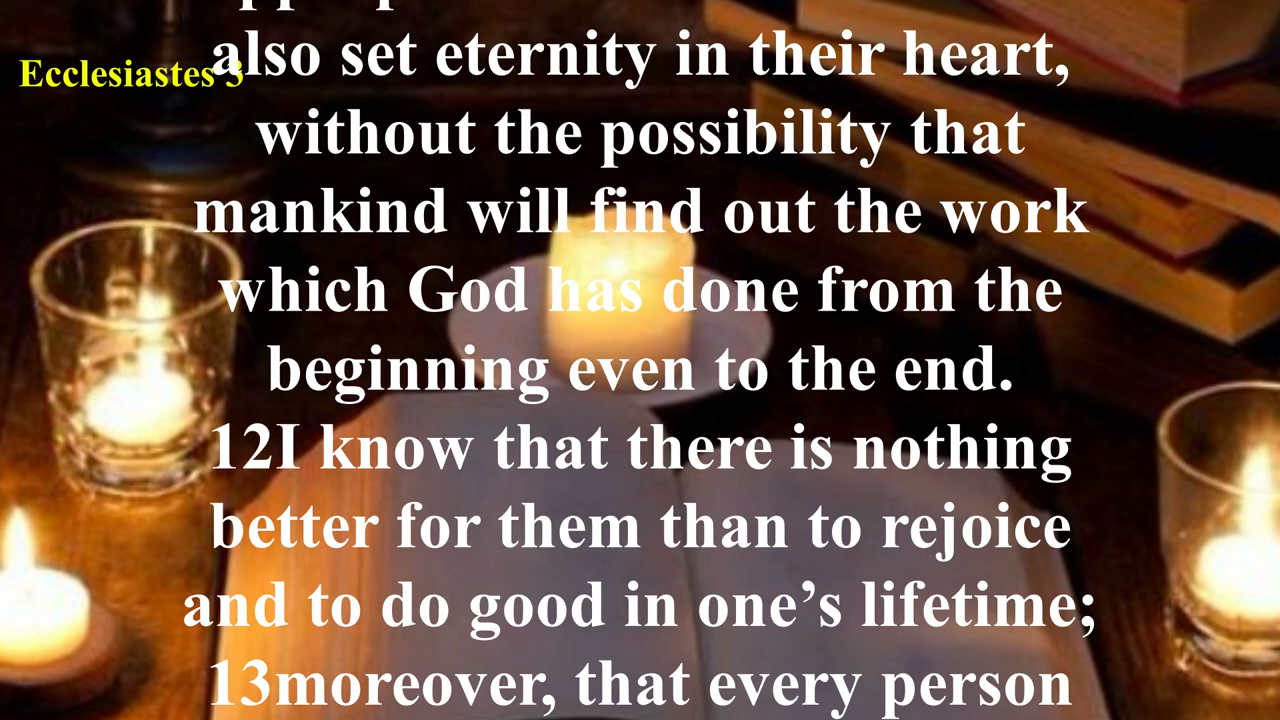 Ecclesiastes 3
also set eternity in their heart,
without the possibility that
mankind will find out the work
which God has done from the
beginning even to the end.
12I know that there is nothing
better for them than to rejoice
and to do good in one’s lifetime;
13moreover, that every person